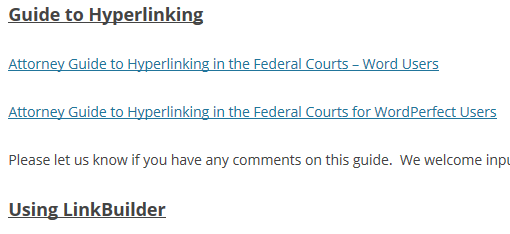 Guide to Hyperlinking
Attorney Guide to Hyperlinking in the Federal Courts – Word Users
Attorney Guide to Hyperlinking in the Federal Courts for WordPerfect Users
Please let us know if you have any comments on this guide.  We welcome
Using LinkBuilder